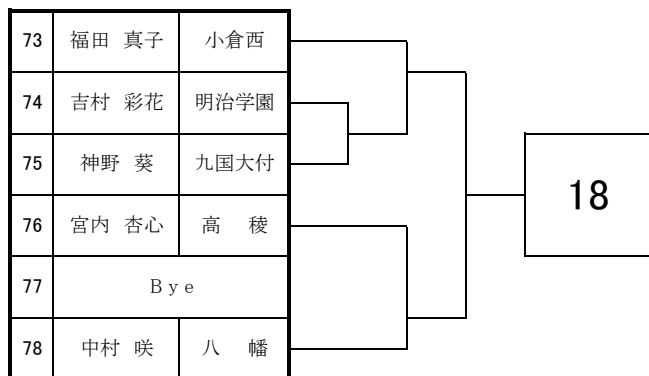 73 福田 真子 小倉西
74 吉村 彩花 明治学園
75 神野 葵 九国大付
76 宮内 杏心 高 稜
77 Bye
78 中村 咲 八 幡
18